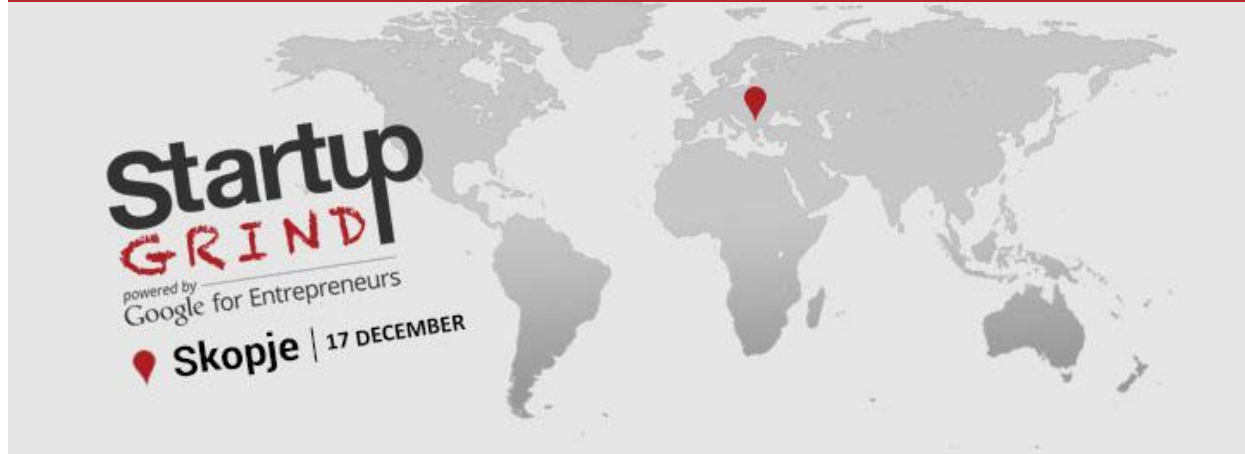 Startup
GRIND
powered by
Google for Entrepreneurs
Skopje | 17 DECEMBER